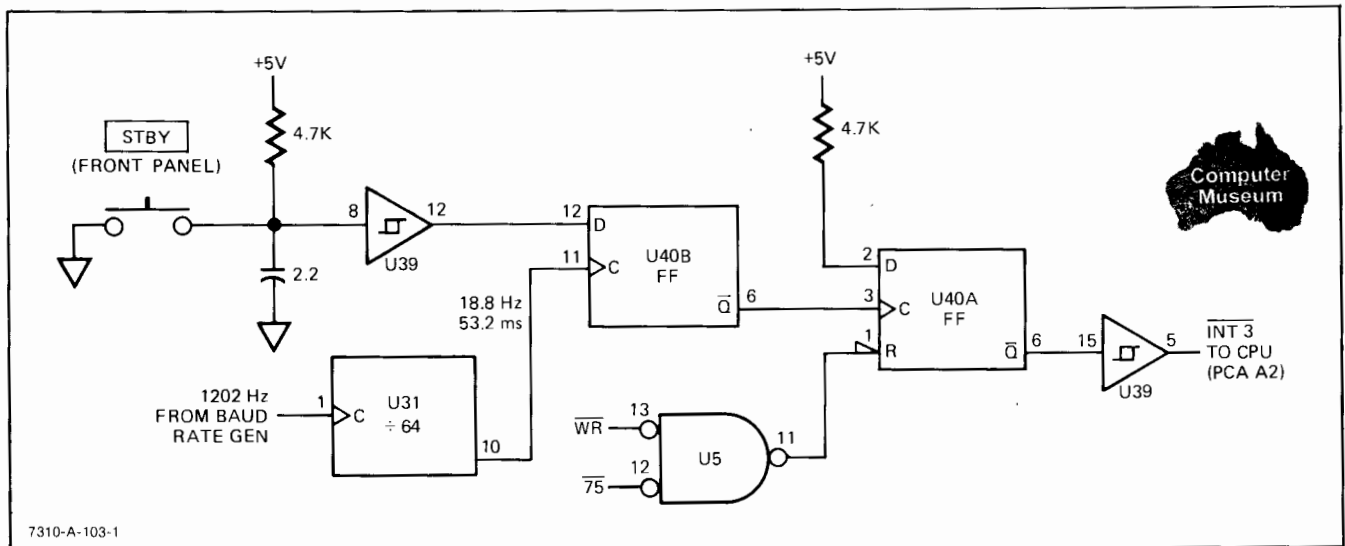 +5V
4.7K
STBY
(FRONT PANEL)
8
12
U39
2.2
12
D
11
C
U40B
FF
Q̅
6
18.8 Hz
53.2 ms
1202 Hz
FROM BAUD
RATE GEN
1
C
U31
÷ 64
10
+5V
4.7K
2
D
3
C
1
R
U40A
FF
Q̅
6
15
5
U39
I̅N̅T̅ ̅3̅
TO CPU
(PCA A2)
W̅R̅
13
7̅5̅
12
U5
11
Computer
Museum
7310-A-103-1